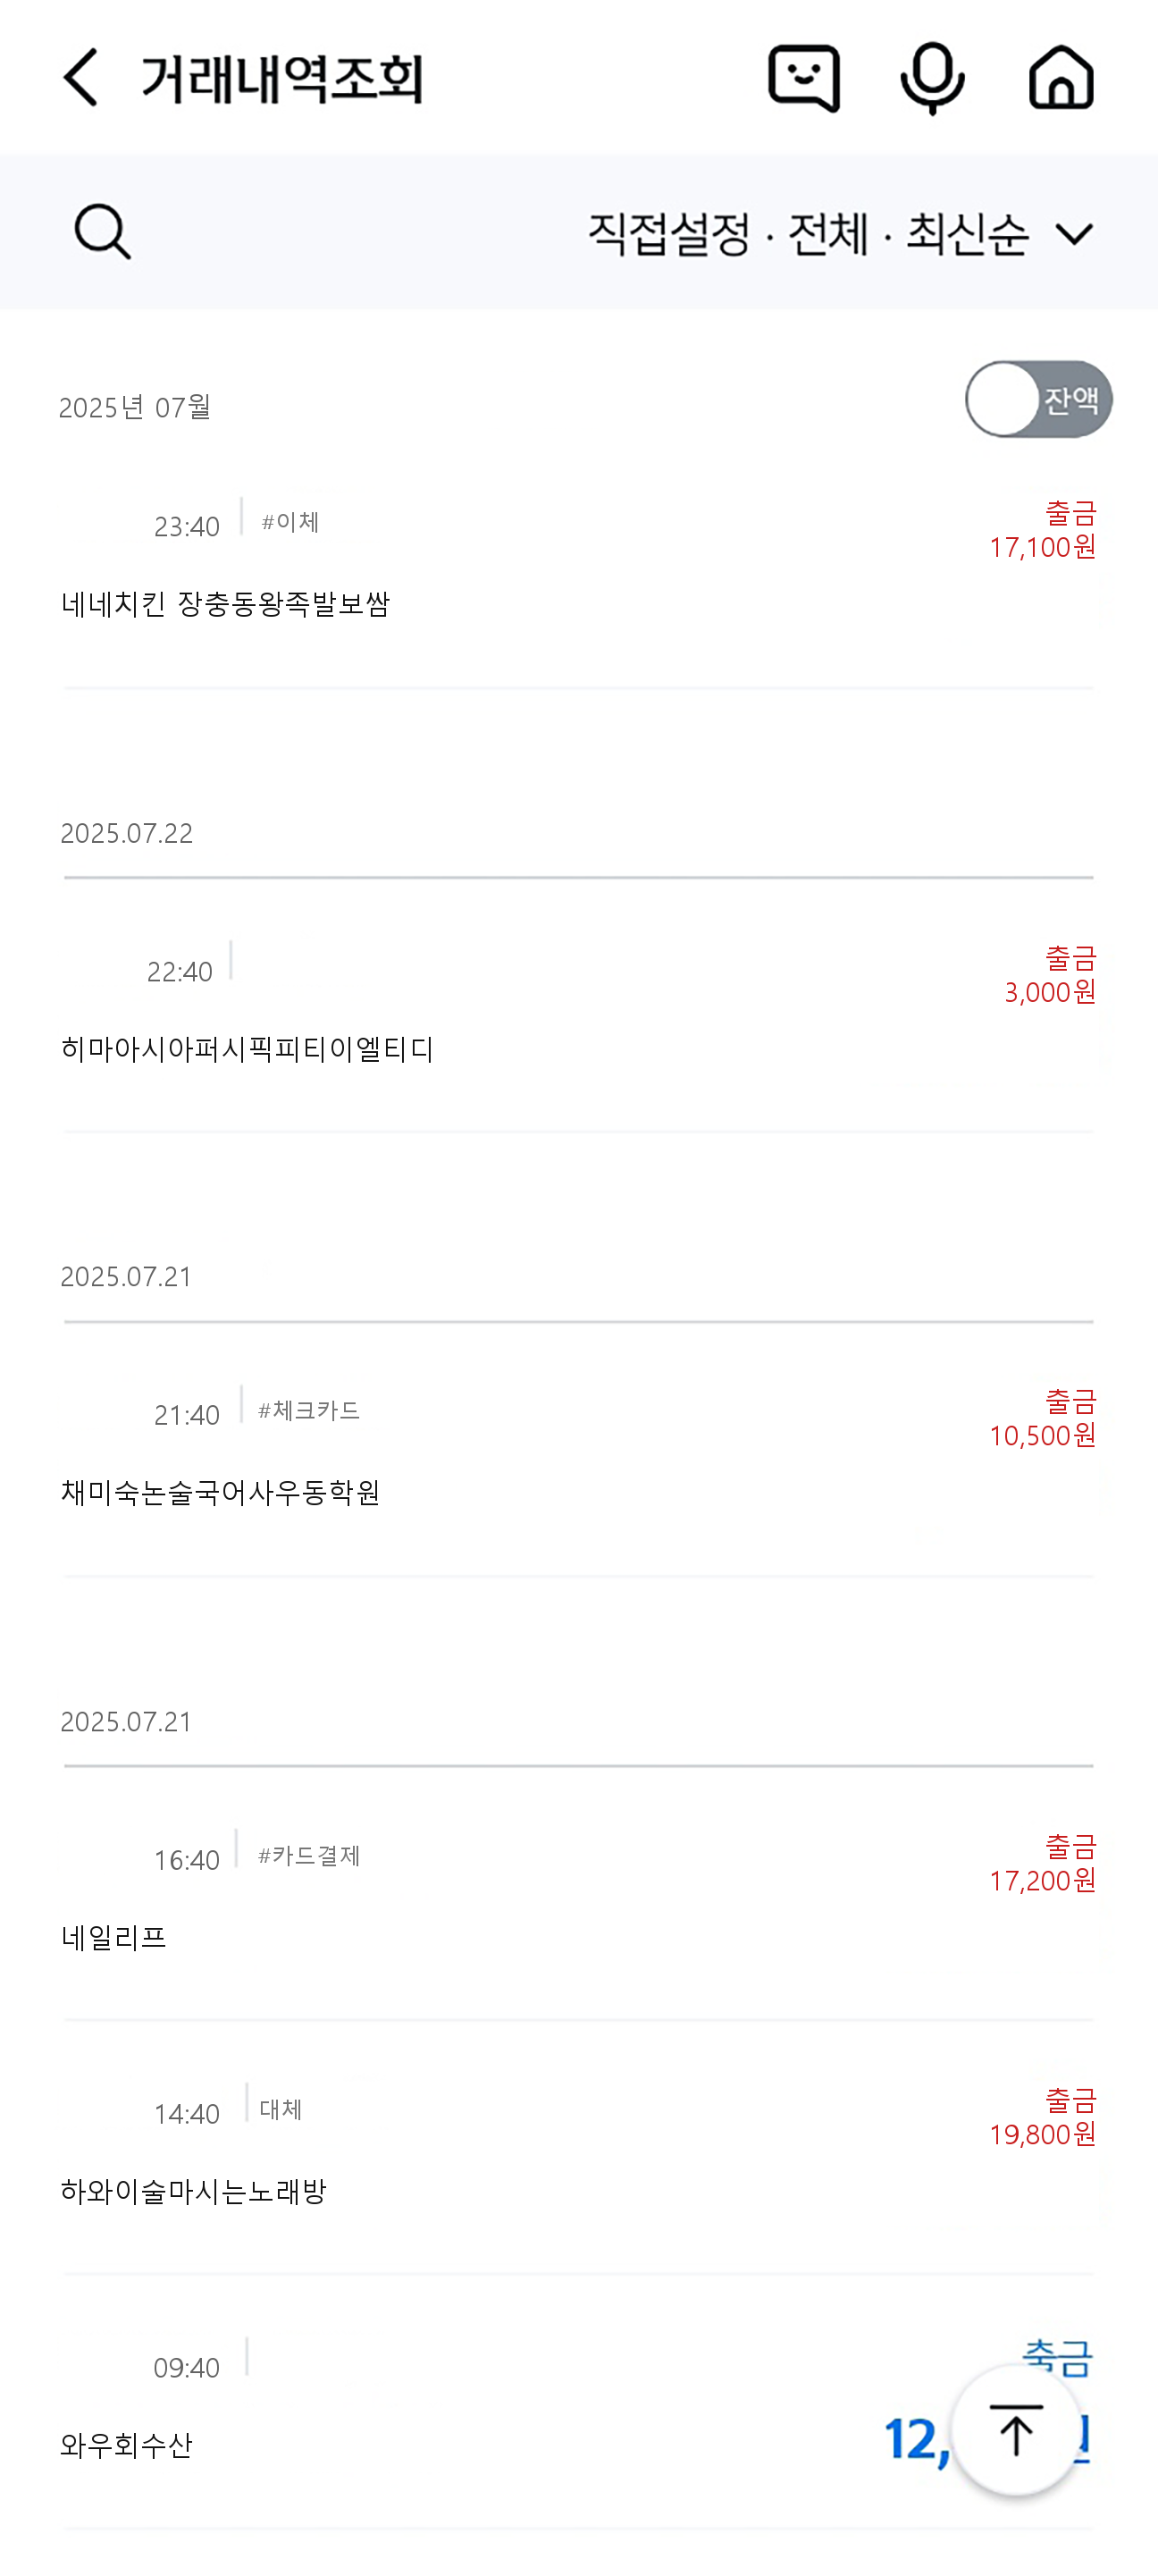 거래내역조회
직접설정 · 전체 · 최신순
2025년 07월
잔액
23:40 #이체
출금
17,100원
네네치킨 장충동왕족발보쌈
2025.07.22
22:40
출금
3,000원
히마아시아퍼시픽피티이엘티디
2025.07.21
21:40 #체크카드
출금
10,500원
채미숙논술국어사우동학원
2025.07.21
16:40 #카드결제
출금
17,200원
네일리프
14:40 대체
출금
19,800원
하와이술마시는노래방
09:40
출금
12,
와우회수산